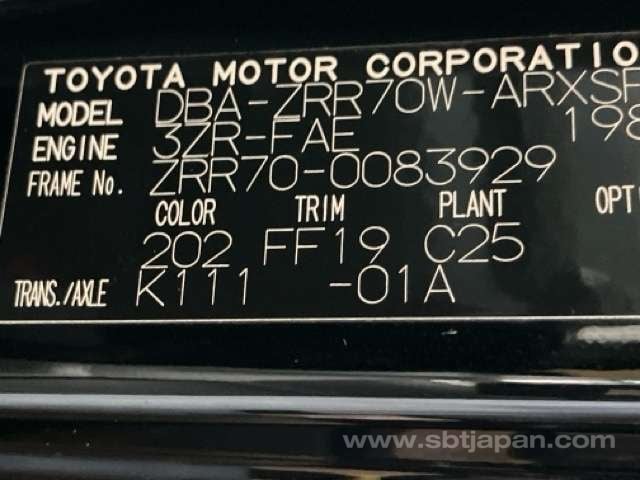 TOYOTA MOTOR CORPORATIO
MODEL DBA-ZRR70W-ARXSP
ENGINE 3ZR-FAE 198
FRAME No. ZRR70-0083929
COLOR TRIM PLANT OPT
202 FF19 C25
TRANS./AXLE K111 -01A
www.sbtjapan.com